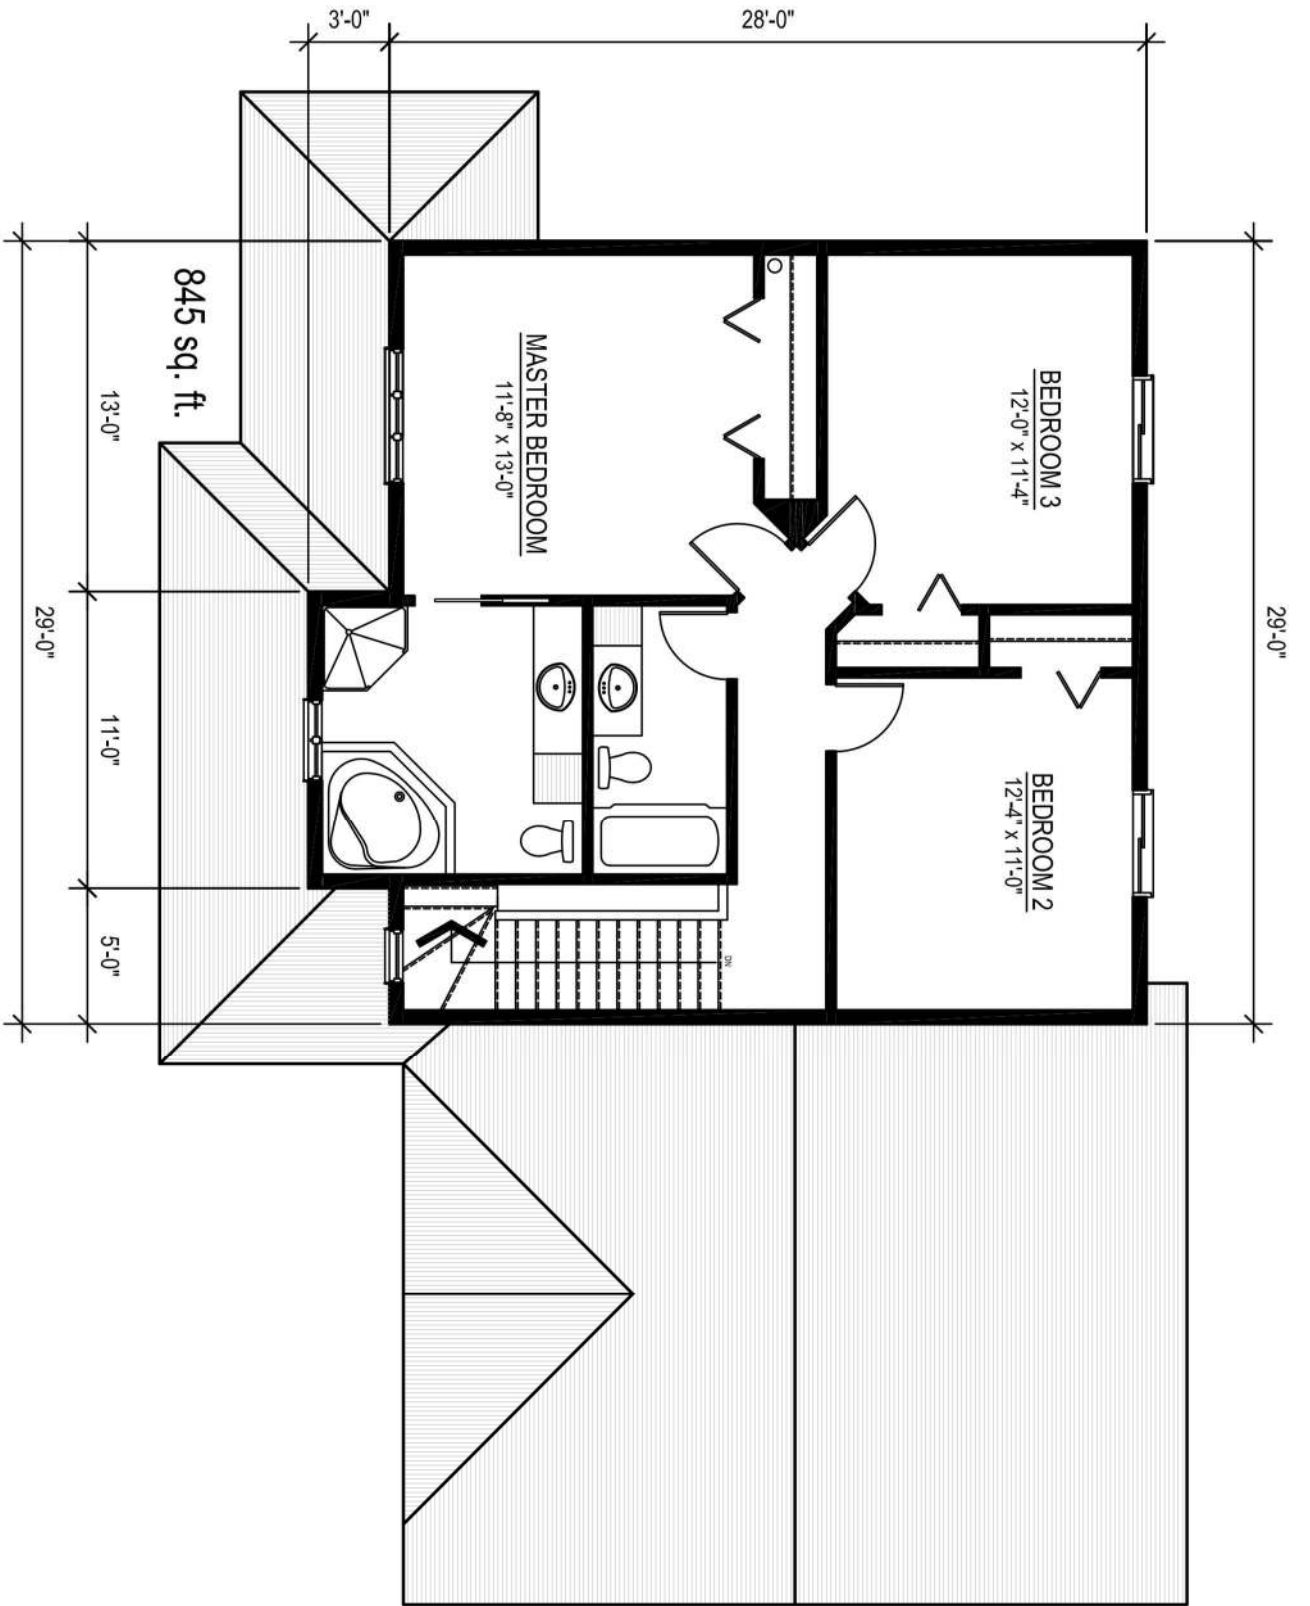 3'-0"
28'-0"
29'-0"
BEDROOM 3
12'-0" x 11'-4"
BEDROOM 2
12'-4" x 11'-0"
MASTER BEDROOM
11'-8" x 13'-0"
DN
845 sq. ft.
13'-0"
11'-0"
5'-0"
29'-0"